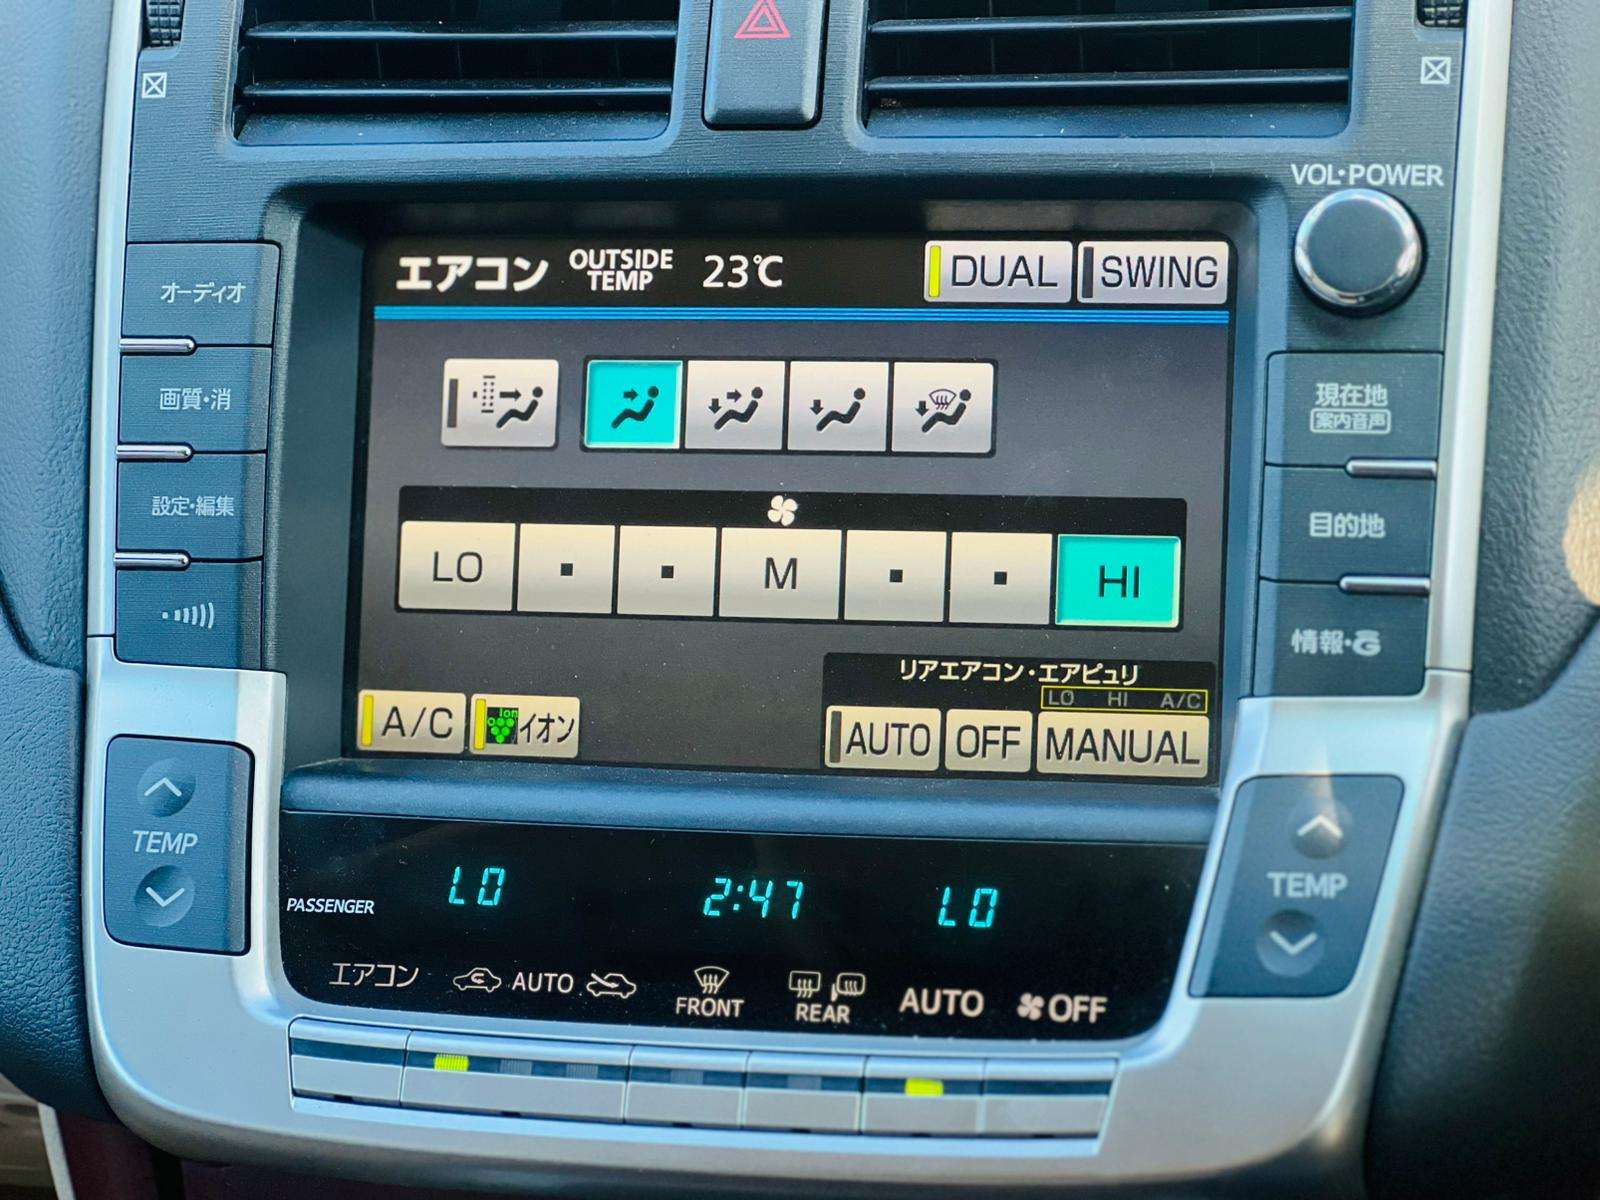 VOL・POWER
エアコン OUTSIDE TEMP 23℃ DUAL SWING
オーディオ
画質・消
設定・編集
現在地
案内音声
目的地
情報・G
LO M HI
リアエアコン・エアピュリ
LO HI A/C
A/C ion イオン AUTO OFF MANUAL
TEMP
TEMP
PASSENGER LO 2:47 LO
エアコン AUTO FRONT REAR AUTO OFF